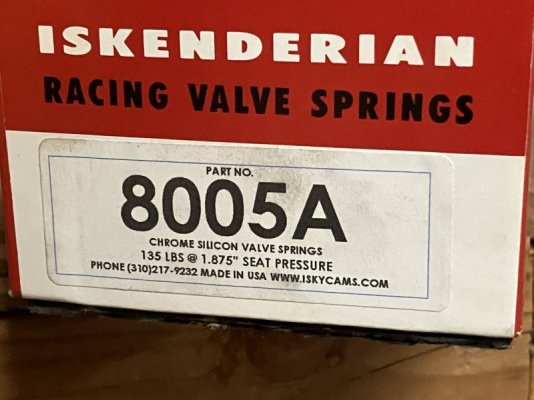 ISKENDERIAN
RACING VALVE SPRINGS
PART NO.
8005A
CHROME SILICON VALVE SPRINGS
135 LBS @ 1.875" SEAT PRESSURE
PHONE (310)217-9232 MADE IN USA WWW.ISKYCAMS.COM